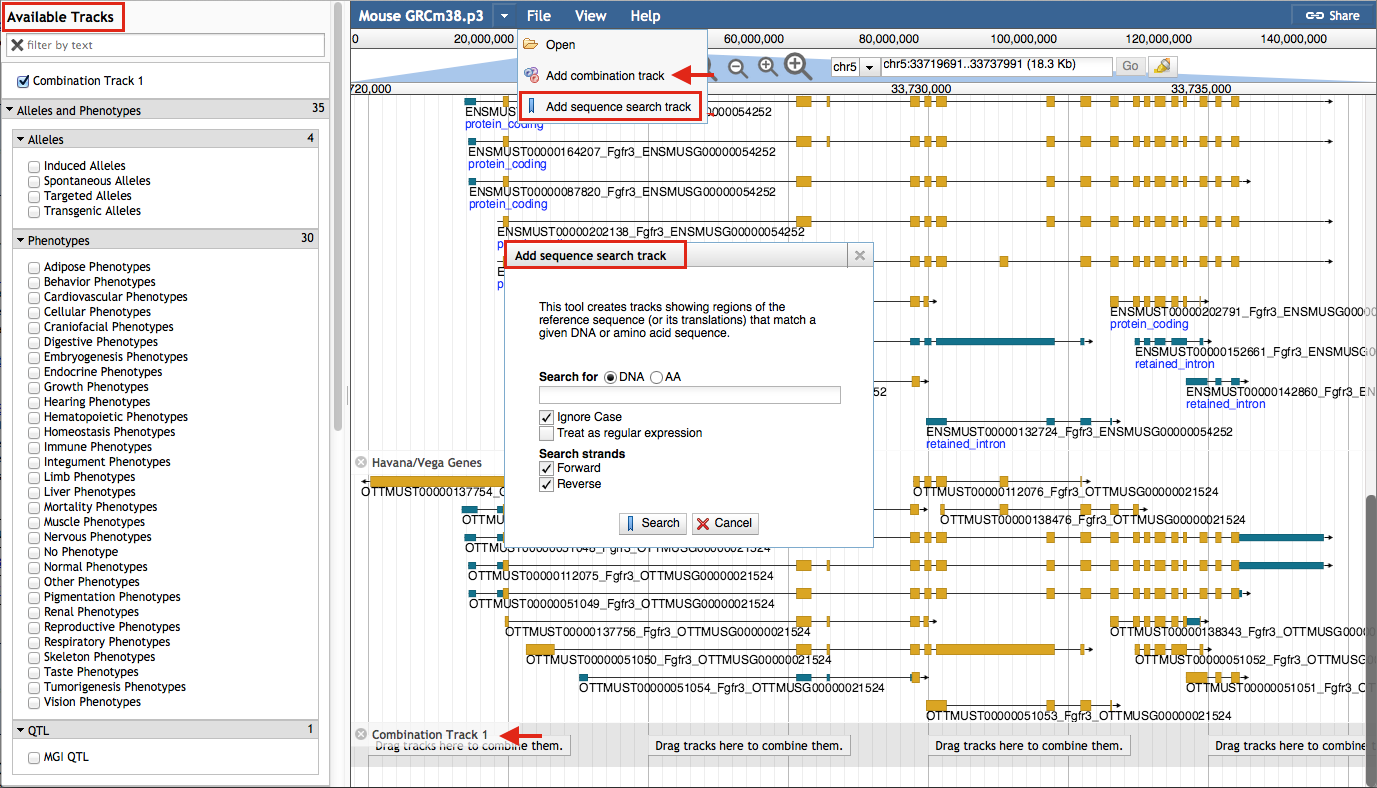 Available Tracks
filter by text
Combination Track 1
Alleles and Phenotypes 35
Alleles 4
Induced Alleles
Spontaneous Alleles
Targeted Alleles
Transgenic Alleles
Phenotypes 30
Adipose Phenotypes
Behavior Phenotypes
Cardiovascular Phenotypes
Cellular Phenotypes
Craniofacial Phenotypes
Digestive Phenotypes
Embryogenesis Phenotypes
Endocrine Phenotypes
Growth Phenotypes
Hearing Phenotypes
Hematopoietic Phenotypes
Homeostasis Phenotypes
Immune Phenotypes
Integument Phenotypes
Limb Phenotypes
Liver Phenotypes
Mortality Phenotypes
Muscle Phenotypes
Nervous Phenotypes
No Phenotype
Normal Phenotypes
Other Phenotypes
Pigmentation Phenotypes
Renal Phenotypes
Reproductive Phenotypes
Respiratory Phenotypes
Skeleton Phenotypes
Taste Phenotypes
Tumorigenesis Phenotypes
Vision Phenotypes
QTL 1
MGI QTL
Mouse GRCm38.p3 File View Help Share
0 20,000,000 60,000,000 80,000,000 100,000,000 120,000,000 140,000,000
Open
Add combination track
Add sequence search track
chr5 chr5:33719691..33737991 (18.3 Kb) Go
720,000 33,730,000 33,735,000
protein_coding
ENSMUST00000164207_Fgfr3_ENSMUSG00000054252
protein_coding
ENSMUST00000087820_Fgfr3_ENSMUSG00000054252
protein_coding
ENSMUST00000202138_Fgfr3_ENSMUSG00000054252
Add sequence search track
This tool creates tracks showing regions of the
reference sequence (or its translations) that match a
given DNA or amino acid sequence.
Search for DNA AA
Ignore Case
Treat as regular expression
Search strands
Forward
Reverse
Search Cancel
ENSMUST00000202791_Fgfr3_ENSMUSG0000
protein_coding
ENSMUST00000152661_Fgfr3_ENSMUSG
retained_intron
ENSMUST00000142860_Fgfr3_ENS
retained_intron
ENSMUST00000132724_Fgfr3_ENSMUSG00000054252
retained_intron
Havana/Vega Genes
OTTMUST00000137754_
OTTMUST00000112076_Fgfr3_OTTMUSG00000021524
OTTMUST00000138476_Fgfr3_OTTMUSG00000021524
OTTMUST00000112075_Fgfr3_OTTMUSG00000021524
OTTMUST00000051049_Fgfr3_OTTMUSG00000021524
OTTMUST00000137756_Fgfr3_OTTMUSG00000021524
OTTMUST00000138343_Fgfr3_OTTMUSG0000
OTTMUST00000051050_Fgfr3_OTTMUSG00000021524
OTTMUST00000051052_Fgfr3_OTTMUSG
OTTMUST00000051054_Fgfr3_OTTMUSG00000021524
OTTMUST00000051051_Fgfr3_OTT
OTTMUST00000051053_Fgfr3_OTTMUSG00000021524
Combination Track 1
Drag tracks here to combine them. Drag tracks here to combine them. Drag tracks here to combine them. Drag tracks here to combine